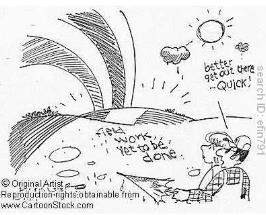 better
get out there
- QUICK!
Field
work
yet to be
done
© Original Artist
Reproduction rights obtainable from
www.CartoonStock.com
search ID: efin791